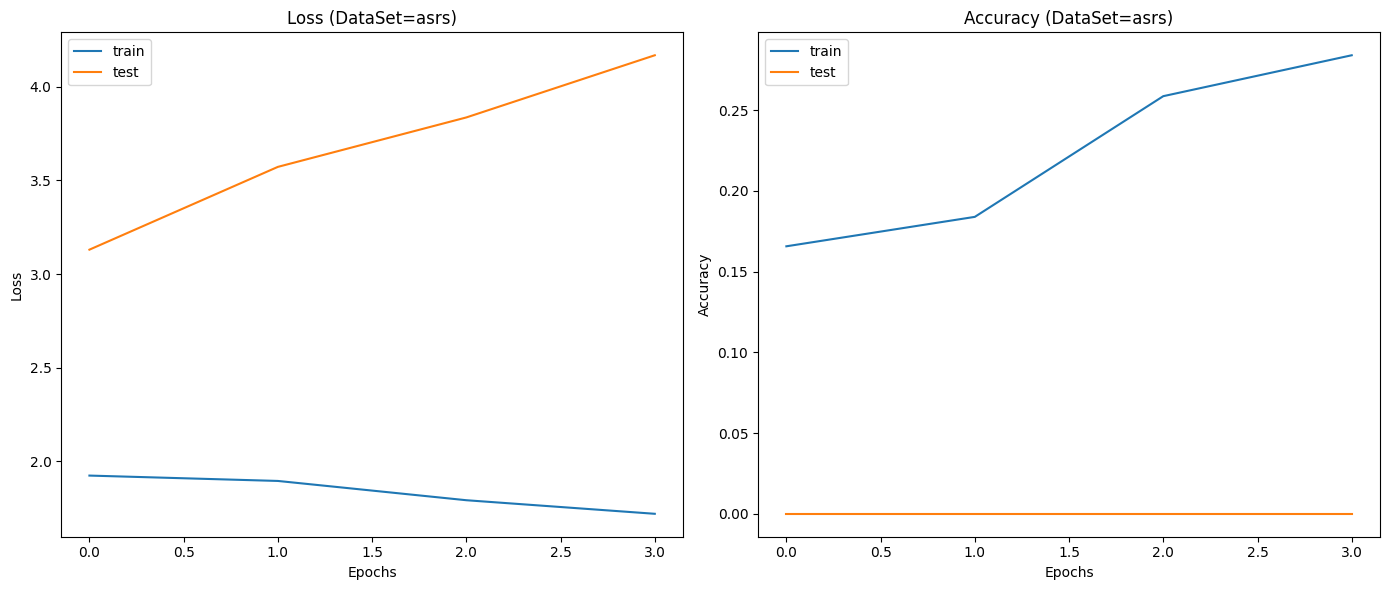 Loss (DataSet=asrs)
train
test
4.0
3.5
3.0
2.5
2.0
Loss
0.0 0.5 1.0 1.5 2.0 2.5 3.0
Epochs
Accuracy (DataSet=asrs)
train
test
0.25
0.20
0.15
0.10
0.05
0.00
Accuracy
0.0 0.5 1.0 1.5 2.0 2.5 3.0
Epochs